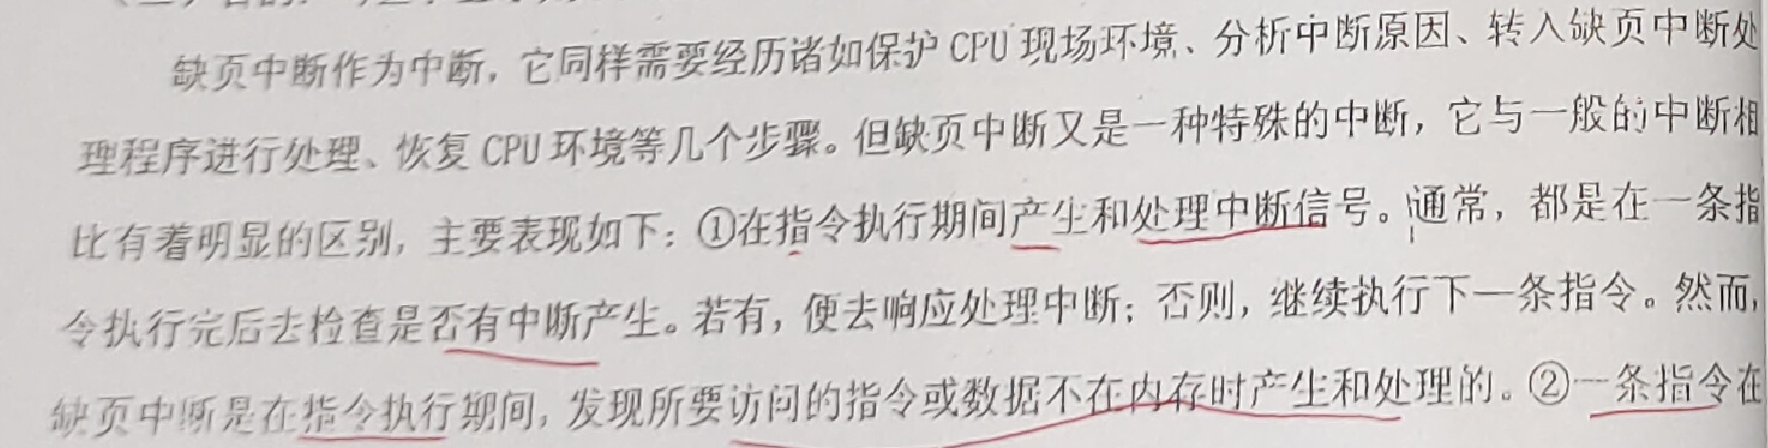 缺页中断作为中断，它同样需要经历诸如保护 CPU 现场环境、分析中断原因、转入缺页中断处
理程序进行处理、恢复 CPU 环境等几个步骤。但缺页中断又是一种特殊的中断，它与一般的中断相
比有着明显的区别，主要表现如下：①在指令执行期间产生和处理中断信号。通常，都是在一条指
令执行完后去检查是否有中断产生。若有，便去响应处理中断；否则，继续执行下一条指令。然而，
缺页中断是在指令执行期间，发现所要访问的指令或数据不在内存时产生和处理的。②一条指令在